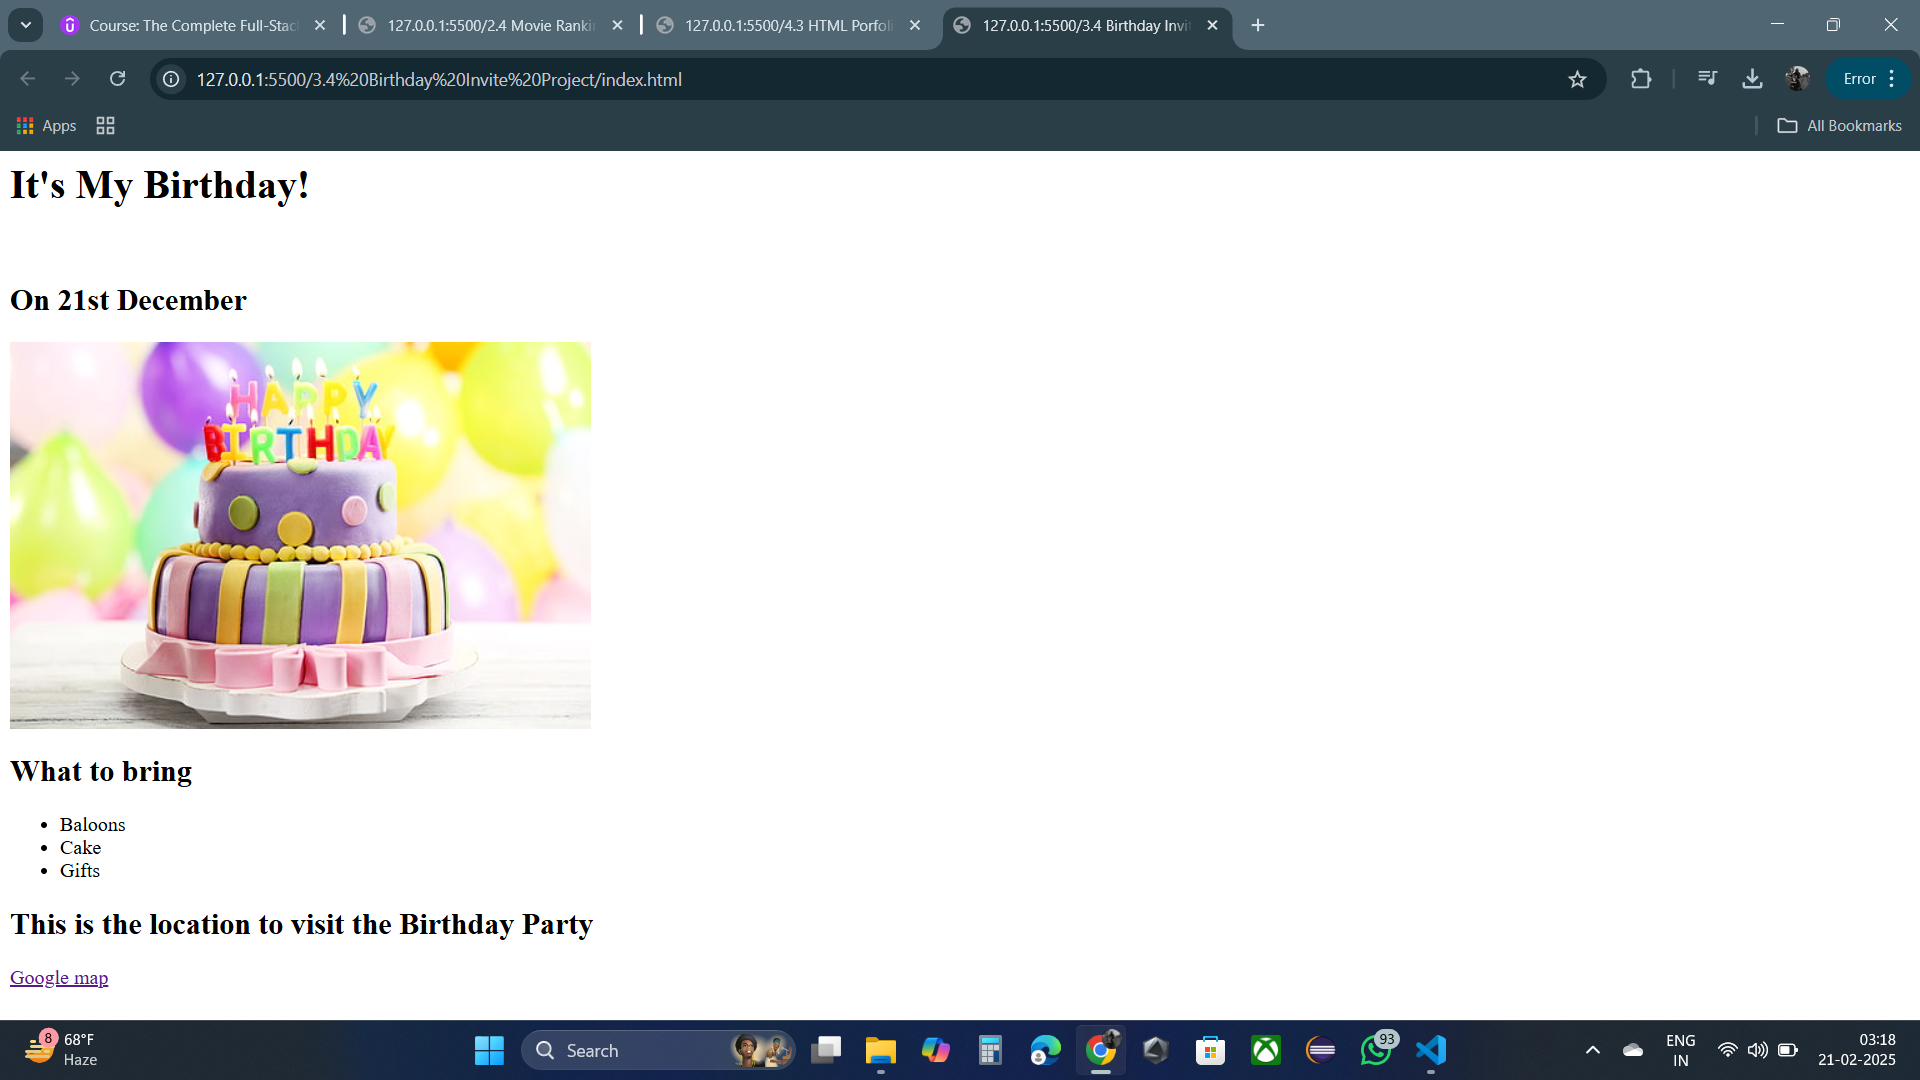 Course: The Complete Full-Stac
127.0.0.1:5500/2.4 Movie Rankin
127.0.0.1:5500/4.3 HTML Porfoli
127.0.0.1:5500/3.4 Birthday Invit
127.0.0.1:5500/3.4%20Birthday%20Invite%20Project/index.html
Error
Apps
All Bookmarks
It's My Birthday!
On 21st December
HAPPY
BIRTHDAY
What to bring
Baloons
Cake
Gifts
This is the location to visit the Birthday Party
Google map
8
68°F
Haze
Search
93
ENG
IN
03:18
21-02-2025